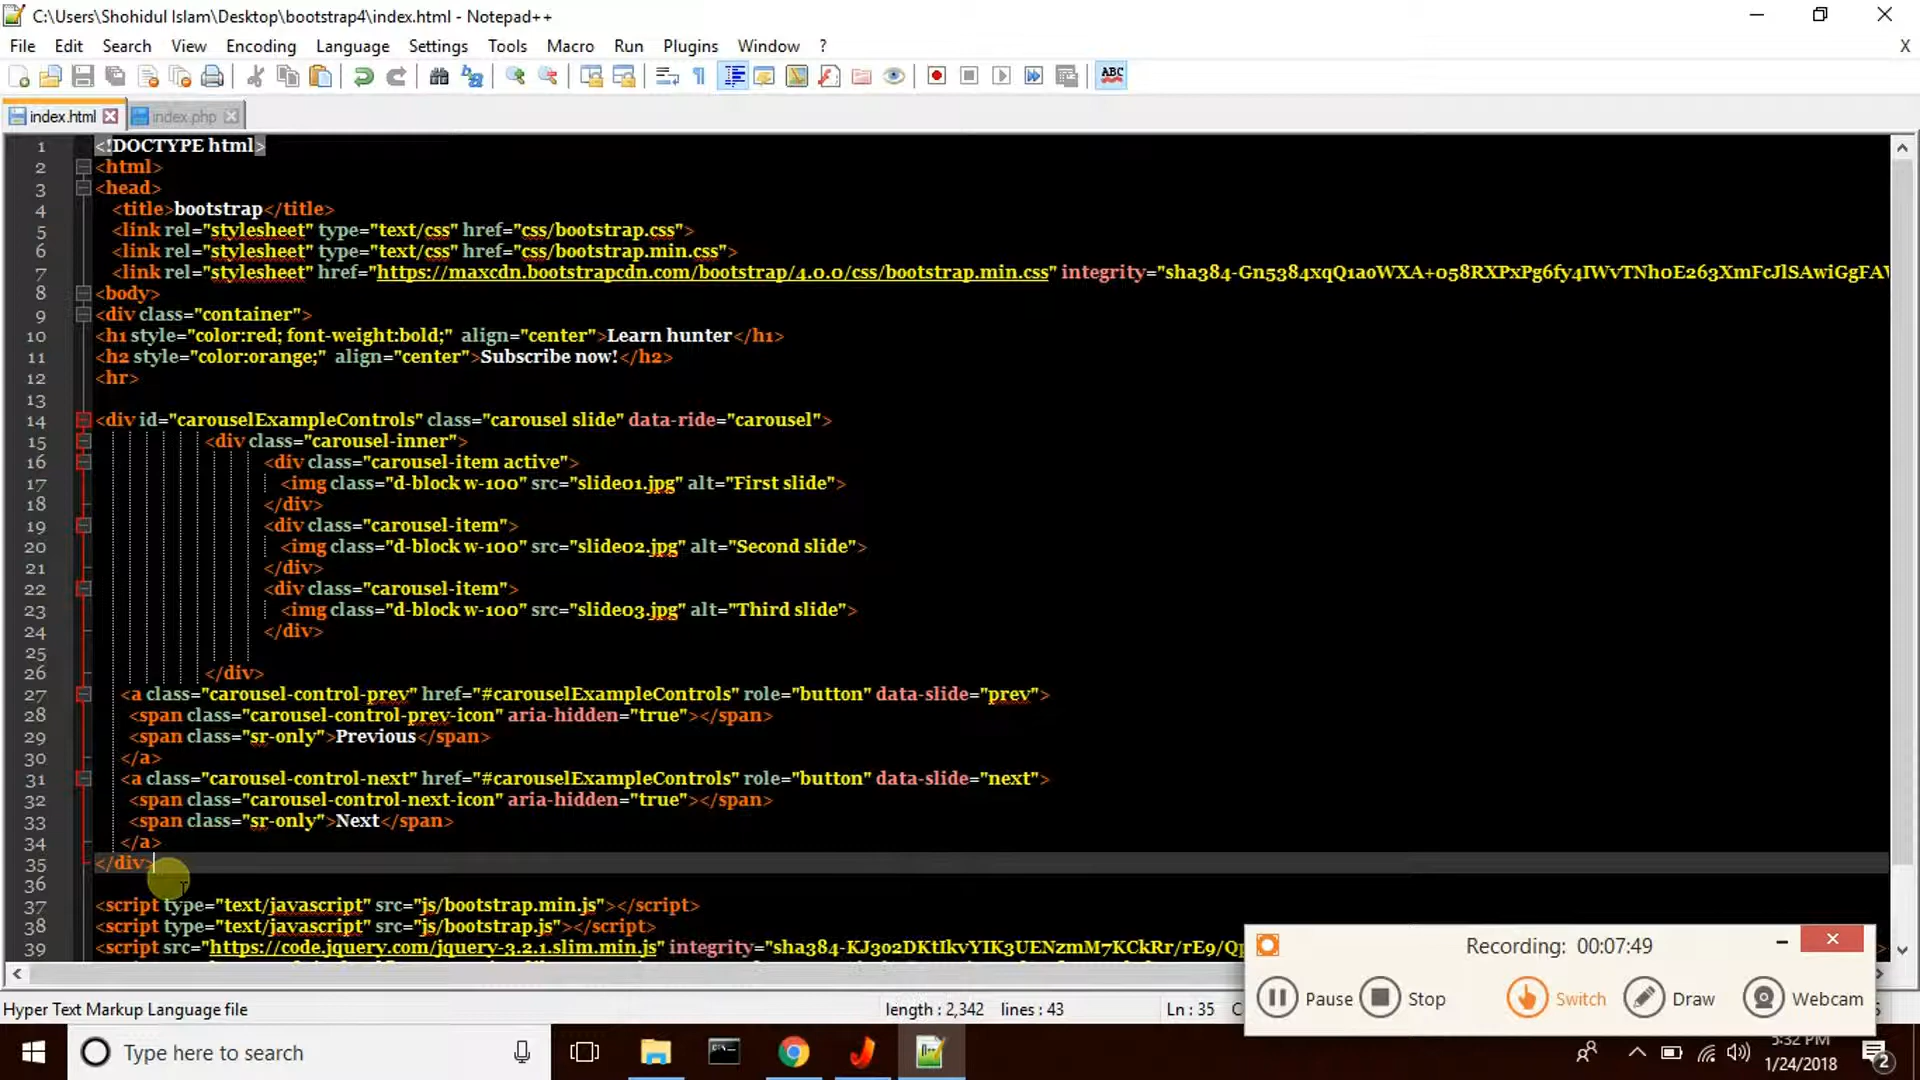 C:\Users\Shohidul Islam\Desktop\bootstrap4\index.html - Notepad++
File Edit Search View Encoding Language Settings Tools Macro Run Plugins Window ? X
ABC
index.html index.php
1 <!DOCTYPE html>
2 <html>
3 <head>
4 <title>bootstrap</title>
5 <link rel="stylesheet" type="text/css" href="css/bootstrap.css">
6 <link rel="stylesheet" type="text/css" href="css/bootstrap.min.css">
7 <link rel="stylesheet" href="https://maxcdn.bootstrapcdn.com/bootstrap/4.0.0/css/bootstrap.min.css" integrity="sha384-Gn5384xqQ1aoWXA+058RXPxPg6fy4IWvTNh0E263XmFcJlSAwiGgFAW
8 <body>
9 <div class="container">
10 <h1 style="color:red; font-weight:bold;" align="center">Learn hunter</h1>
11 <h2 style="color:orange;" align="center">Subscribe now!</h2>
12 <hr>
13
14 <div id="carouselExampleControls" class="carousel slide" data-ride="carousel">
15 <div class="carousel-inner">
16 <div class="carousel-item active">
17 <img class="d-block w-100" src="slide01.jpg" alt="First slide">
18 </div>
19 <div class="carousel-item">
20 <img class="d-block w-100" src="slide02.jpg" alt="Second slide">
21 </div>
22 <div class="carousel-item">
23 <img class="d-block w-100" src="slide03.jpg" alt="Third slide">
24 </div>
25
26 </div>
27 <a class="carousel-control-prev" href="#carouselExampleControls" role="button" data-slide="prev">
28 <span class="carousel-control-prev-icon" aria-hidden="true"></span>
29 <span class="sr-only">Previous</span>
30 </a>
31 <a class="carousel-control-next" href="#carouselExampleControls" role="button" data-slide="next">
32 <span class="carousel-control-next-icon" aria-hidden="true"></span>
33 <span class="sr-only">Next</span>
34 </a>
35 </div>
36
37 <script type="text/javascript" src="js/bootstrap.min.js"></script>
38 <script type="text/javascript" src="js/bootstrap.js"></script>
39 <script src="https://code.jquery.com/jquery-3.2.1.slim.min.js" integrity="sha384-KJ3o2DKtIkvYIK3UENzmM7KCkRr/rE9/Qp
Recording: 00:07:49
Pause Stop Switch Draw Webcam
Hyper Text Markup Language file length : 2,342 lines : 43 Ln : 35
Type here to search
5:32 PM
1/24/2018
2